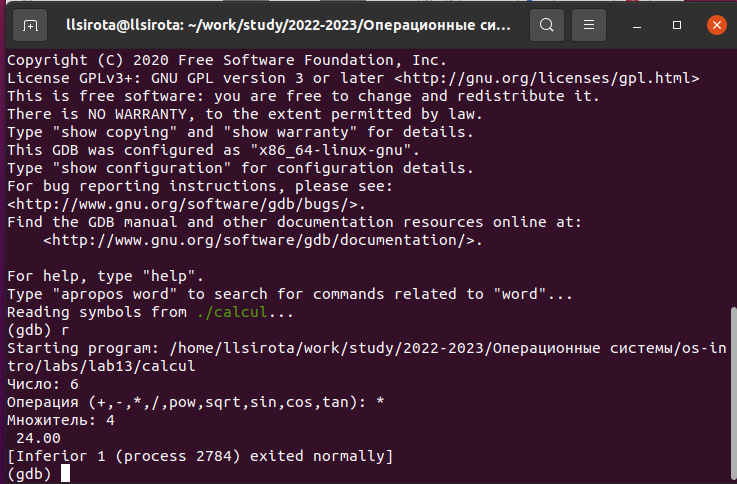 llsirota@llsirota: ~/work/study/2022-2023/Операционные си...
Copyright (C) 2020 Free Software Foundation, Inc.
License GPLv3+: GNU GPL version 3 or later <http://gnu.org/licenses/gpl.html>
This is free software: you are free to change and redistribute it.
There is NO WARRANTY, to the extent permitted by law.
Type "show copying" and "show warranty" for details.
This GDB was configured as "x86_64-linux-gnu".
Type "show configuration" for configuration details.
For bug reporting instructions, please see:
<http://www.gnu.org/software/gdb/bugs/>.
Find the GDB manual and other documentation resources online at:
    <http://www.gnu.org/software/gdb/documentation/>.
For help, type "help".
Type "apropos word" to search for commands related to "word"...
Reading symbols from ./calcul...
(gdb) r
Starting program: /home/llsirota/work/study/2022-2023/Операционные системы/os-in
tro/labs/lab13/calcul
Число: 6
Операция (+,-,*,/,pow,sqrt,sin,cos,tan): *
Множитель: 4
 24.00
[Inferior 1 (process 2784) exited normally]
(gdb)